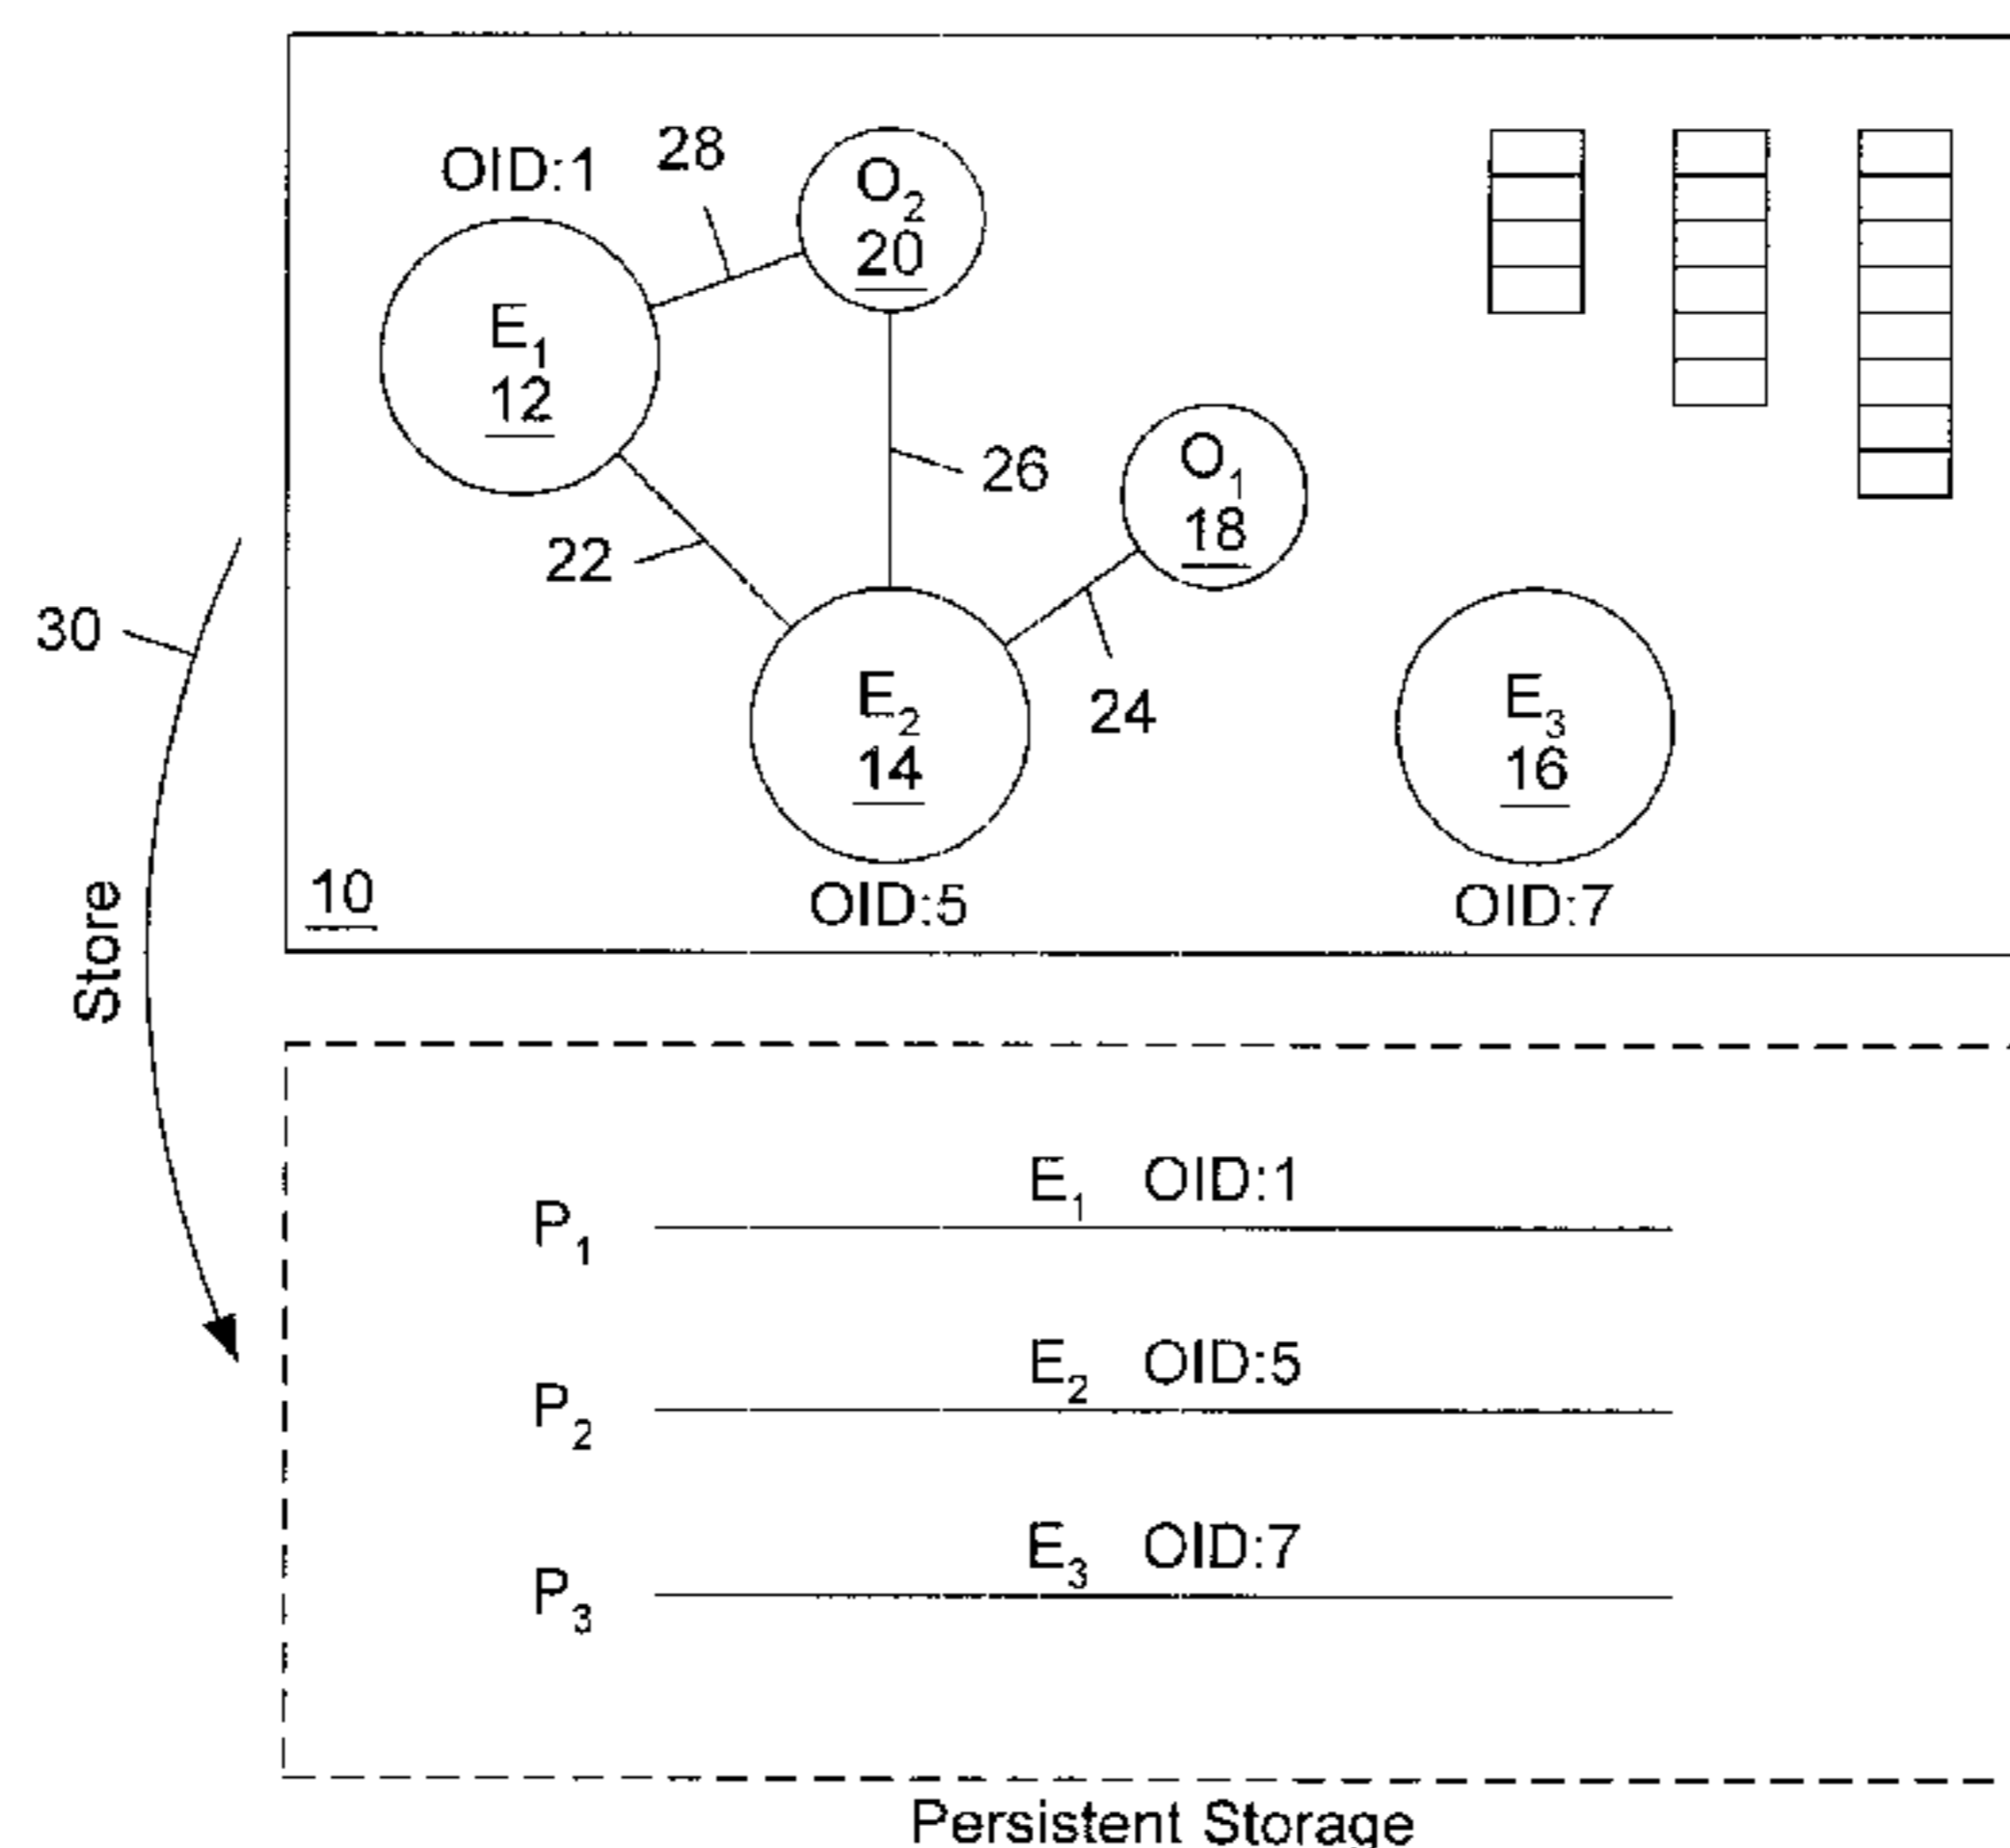 OID:1
28
O2
20
E1
12
26
O1
18
22
30
24
E2
14
E3
16
10
OID:5
OID:7
Store
E1 OID:1
P1
E2 OID:5
P2
E3 OID:7
P3
Persistent Storage